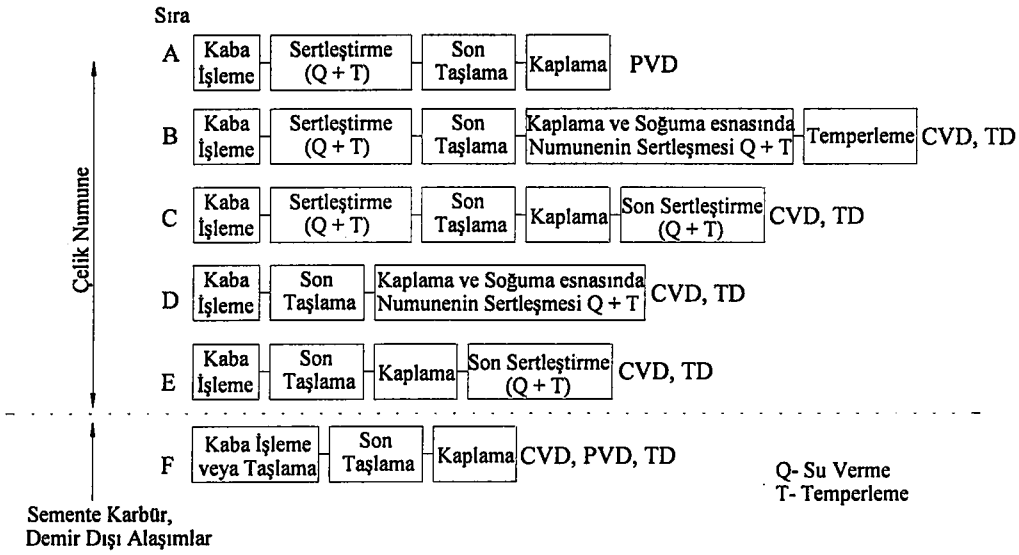 Sıra
A
Kaba
İşleme
Sertleştirme
(Q + T)
Son
Taşlama
Kaplama
PVD
B
Kaba
İşleme
Sertleştirme
(Q + T)
Son
Taşlama
Kaplama ve Soğuma esnasında
Numunenin Sertleşmesi Q + T
Temperleme
CVD, TD
C
Kaba
İşleme
Sertleştirme
(Q + T)
Son
Taşlama
Kaplama
Son Sertleştirme
(Q + T)
CVD, TD
D
Kaba
İşleme
Son
Taşlama
Kaplama ve Soğuma esnasında
Numunenin Sertleşmesi Q + T
CVD, TD
E
Kaba
İşleme
Son
Taşlama
Kaplama
Son Sertleştirme
(Q + T)
CVD, TD
Çelik Numune
F
Kaba İşleme
veya Taşlama
Son
Taşlama
Kaplama
CVD, PVD, TD
Q- Su Verme
T- Temperleme
Semente Karbür,
Demir Dışı Alaşımlar